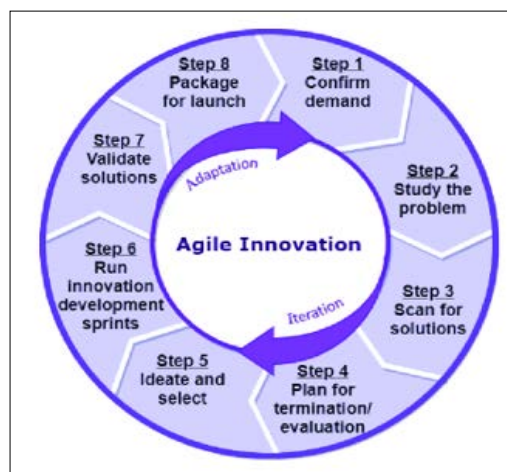 Step 1
Confirm
demand
Step 2
Study the
problem
Step 3
Scan for
solutions
Step 4
Plan for
termination/
evaluation
Step 5
Ideate and
select
Step 6
Run
innovation
development
sprints
Step 7
Validate
solutions
Step 8
Package
for launch
Adaptation
Agile Innovation
Iteration